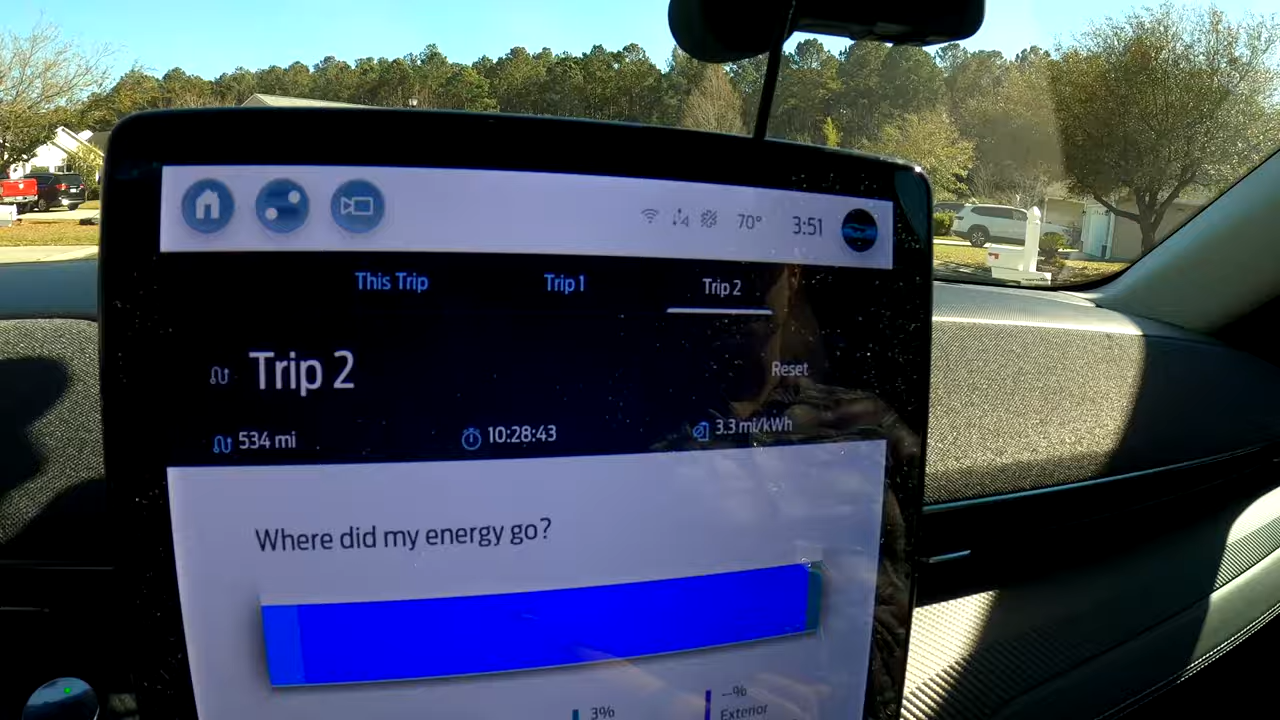 70° 3:51
This Trip Trip 1 Trip 2
Trip 2
Reset
534 mi 10:28:43 3.3 mi/kWh
Where did my energy go?
3% --%
Exterior